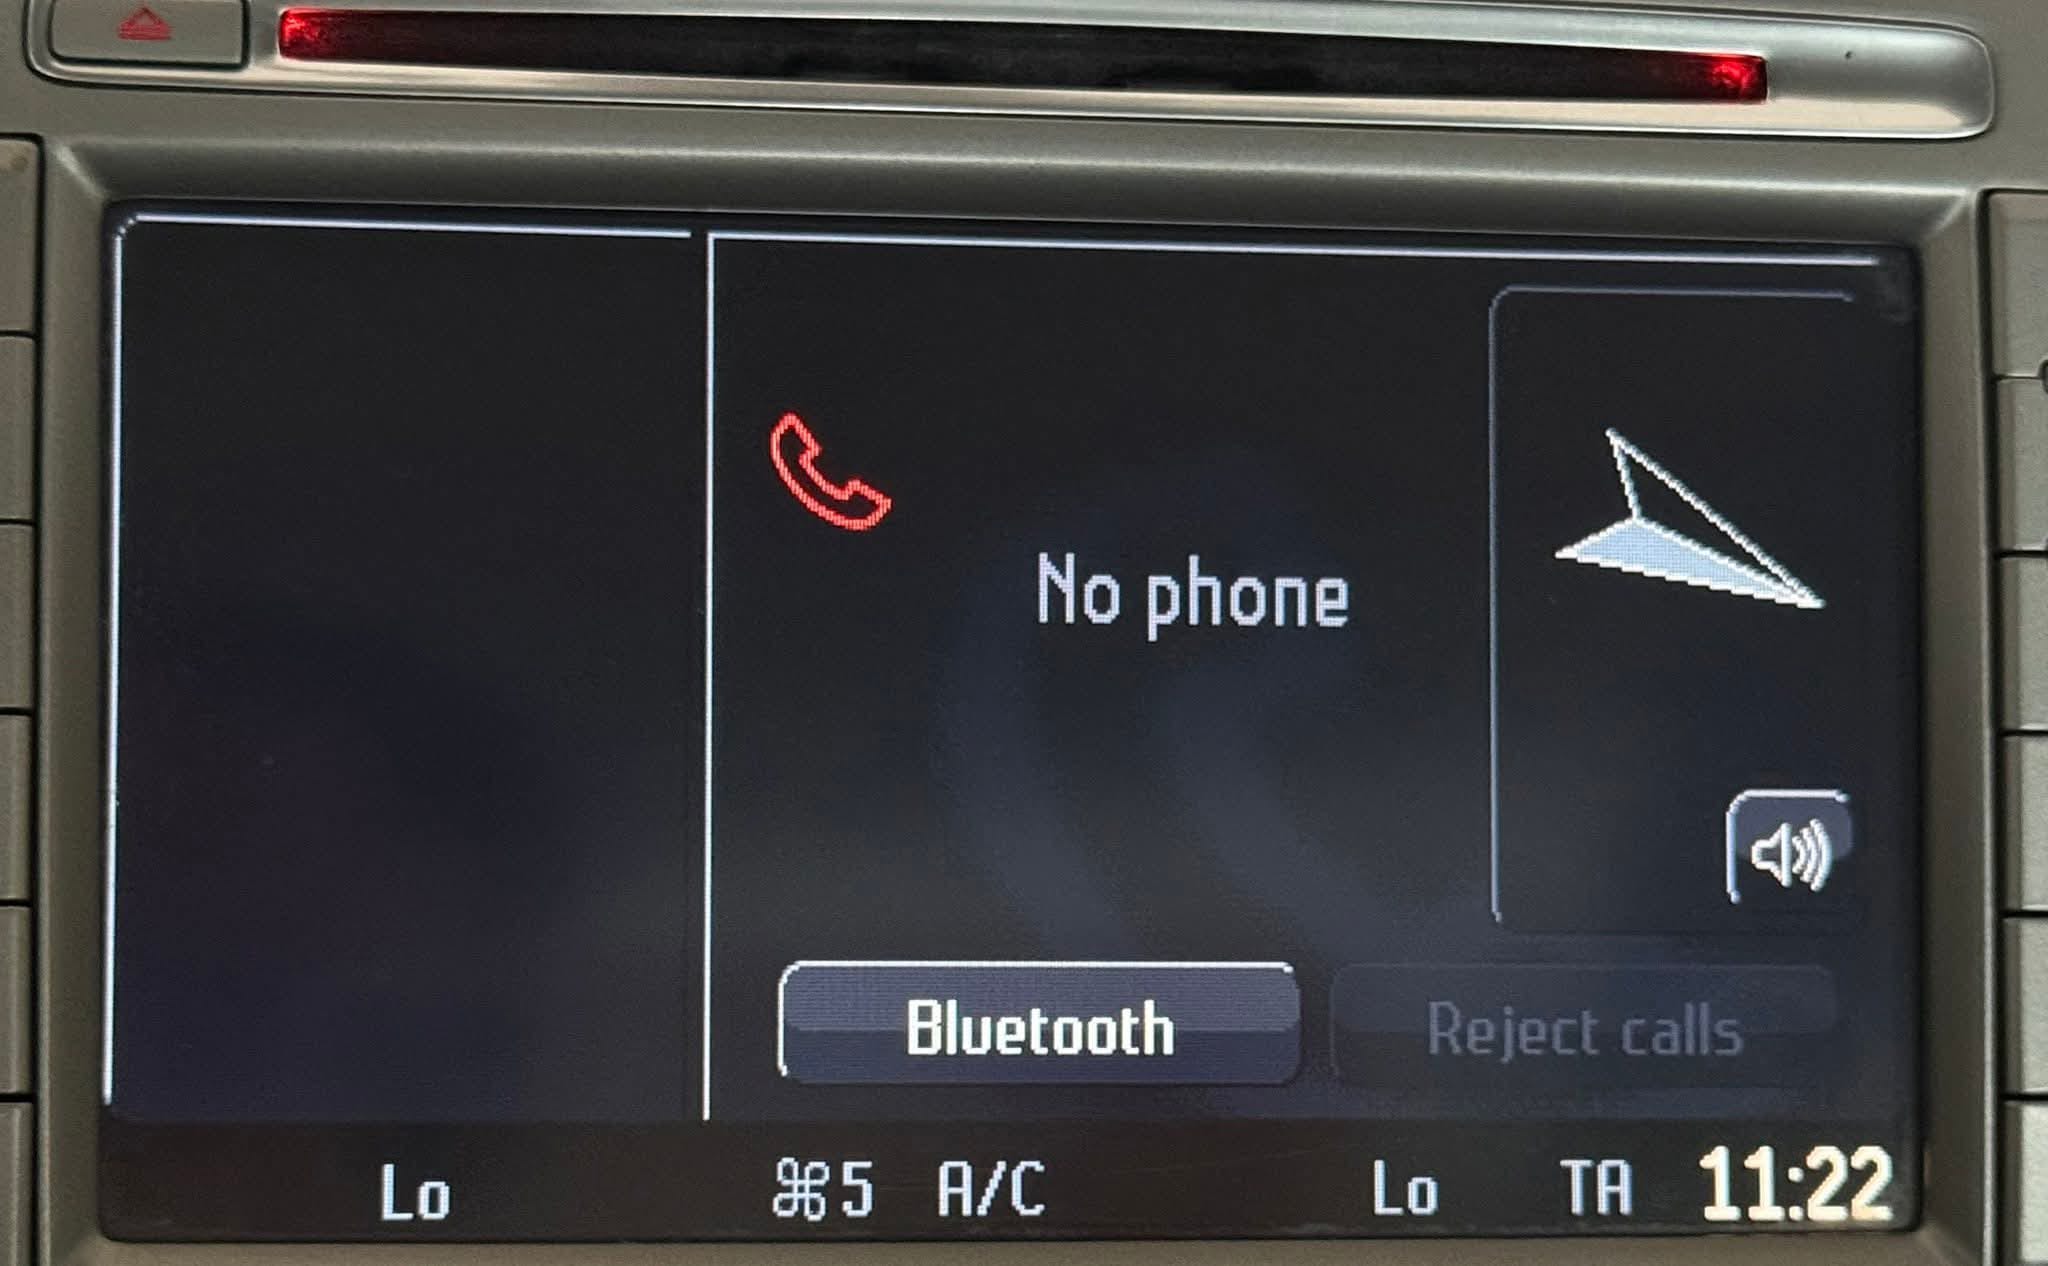 No phone
Bluetooth
Reject calls
Lo
5
A/C
Lo
TA
11:22